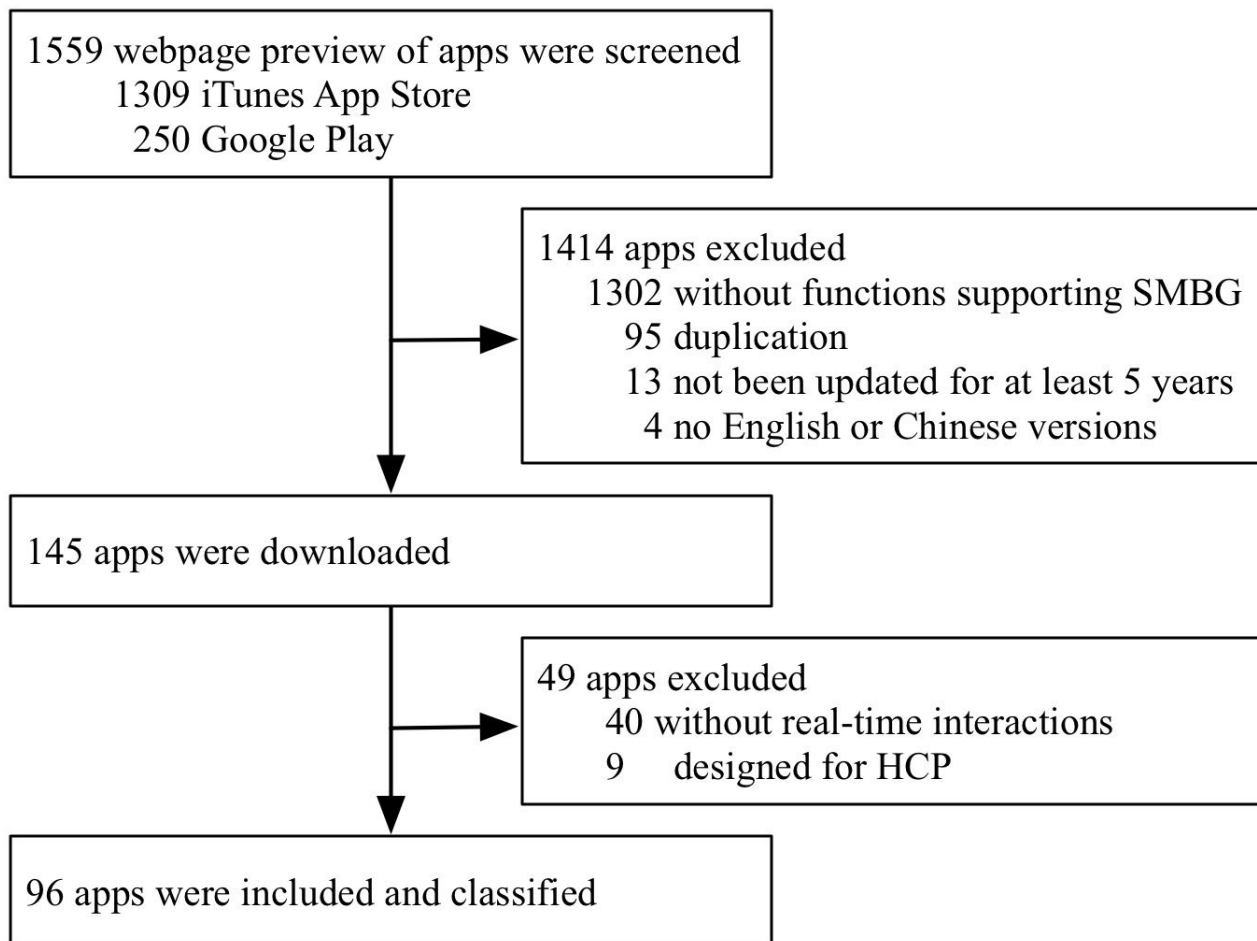 1559 webpage preview of apps were screened
1309 iTunes App Store
250 Google Play
1414 apps excluded
1302 without functions supporting SMBG
95 duplication
13 not been updated for at least 5 years
4 no English or Chinese versions
145 apps were downloaded
49 apps excluded
40 without real-time interactions
9 designed for HCP
96 apps were included and classified